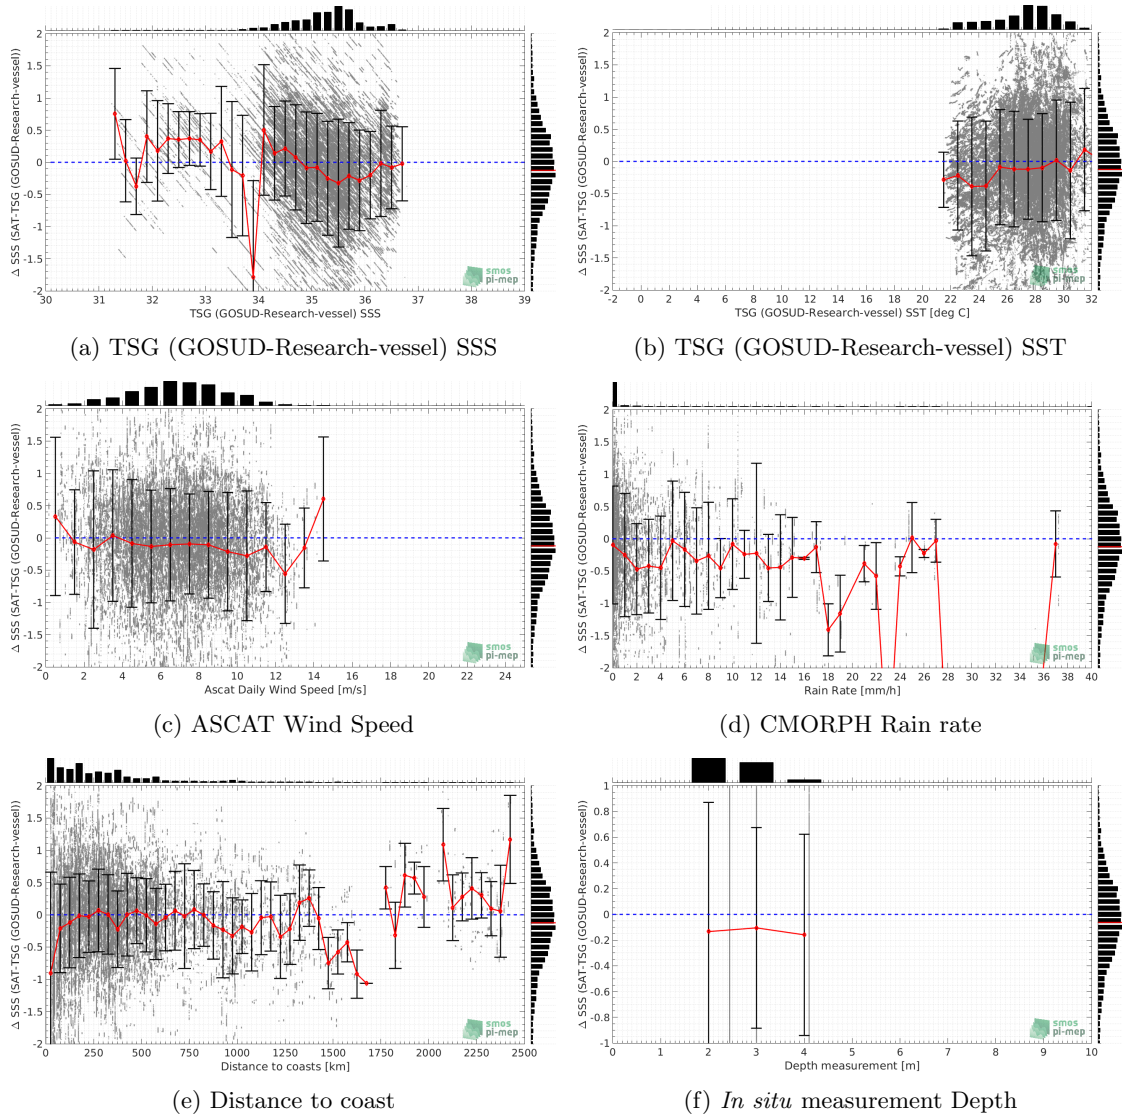 Δ SSS (SAT-TSG (GOSUD-Research-vessel))
2
1.5
1
0.5
0
-0.5
-1
-1.5
-2
30 31 32 33 34 35 36 37 38 39
TSG (GOSUD-Research-vessel) SSS
smos
pi-mep
(a) TSG (GOSUD-Research-vessel) SSS
Δ SSS (SAT-TSG (GOSUD-Research-vessel))
2
1.5
1
0.5
0
-0.5
-1
-1.5
-2
-2 0 2 4 6 8 10 12 14 16 18 20 22 24 26 28 30 32
TSG (GOSUD-Research-vessel) SST [deg C]
smos
pi-mep
(b) TSG (GOSUD-Research-vessel) SST
Δ SSS (SAT-TSG (GOSUD-Research-vessel))
2
1.5
1
0.5
0
-0.5
-1
-1.5
-2
0 2 4 6 8 10 12 14 16 18 20 22 24
Ascat Daily Wind Speed [m/s]
smos
pi-mep
(c) ASCAT Wind Speed
Δ SSS (SAT-TSG (GOSUD-Research-vessel))
2
1.5
1
0.5
0
-0.5
-1
-1.5
-2
0 2 4 6 8 10 12 14 16 18 20 22 24 26 28 30 32 34 36 38 40
Rain Rate [mm/h]
smos
pi-mep
(d) CMORPH Rain rate
Δ SSS (SAT-TSG (GOSUD-Research-vessel))
2
1.5
1
0.5
0
-0.5
-1
-1.5
-2
0 250 500 750 1000 1250 1500 1750 2000 2250 2500
Distance to coasts [km]
smos
pi-mep
(e) Distance to coast
Δ SSS (SAT-TSG (GOSUD-Research-vessel))
1
0.8
0.6
0.4
0.2
0
-0.2
-0.4
-0.6
-0.8
-1
0 1 2 3 4 5 6 7 8 9 10
Depth measurement [m]
smos
pi-mep
(f) In situ measurement Depth